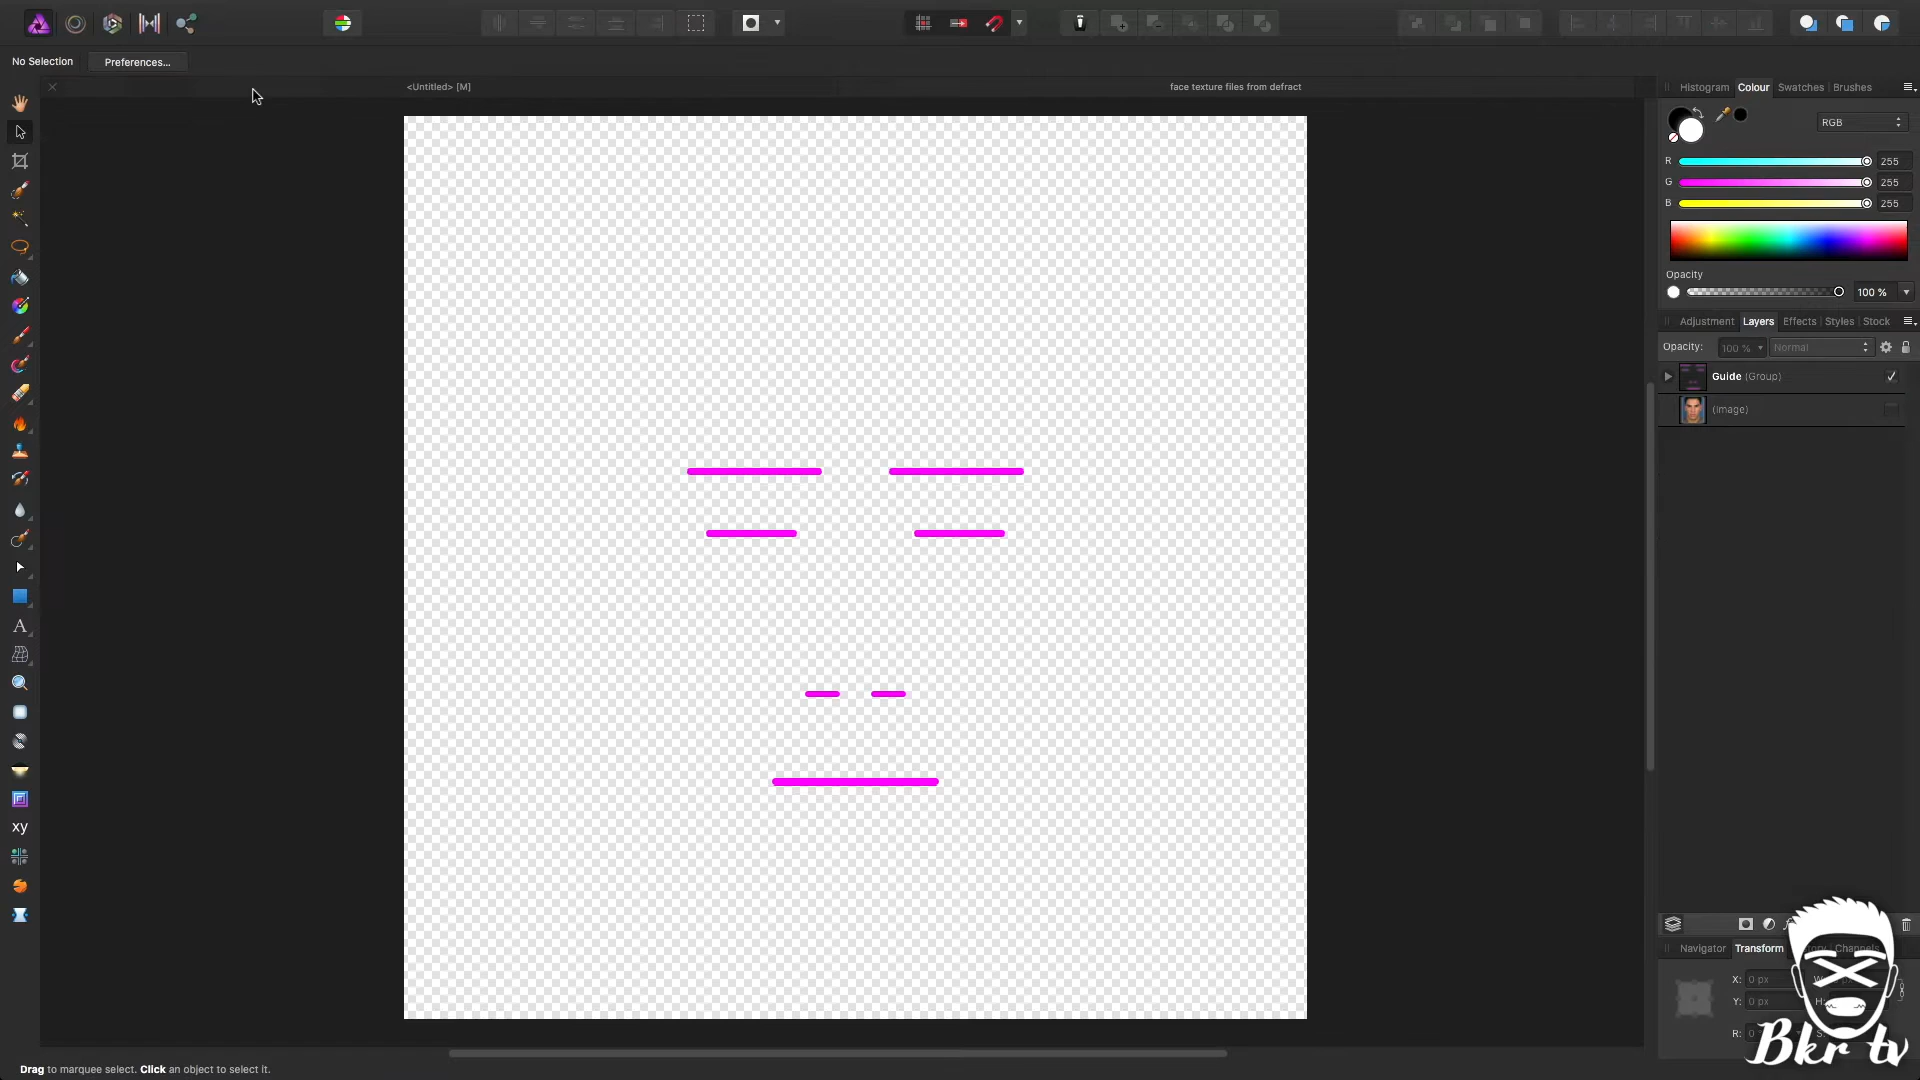 No Selection
Preferences...
<Untitled> [M]
face texture files from defract
Histogram
Colour
Swatches
Brushes
RGB
R
255
G
255
B
255
Opacity
100 %
Adjustment
Layers
Effects
Styles
Stock
Opacity:
100 %
Normal
Guide (Group)
(Image)
A
xy
Navigator
Transform
Channels
X: 0 px
Y: 0 px
H:
R:
Bkr tv
Drag to marquee select. Click an object to select it.